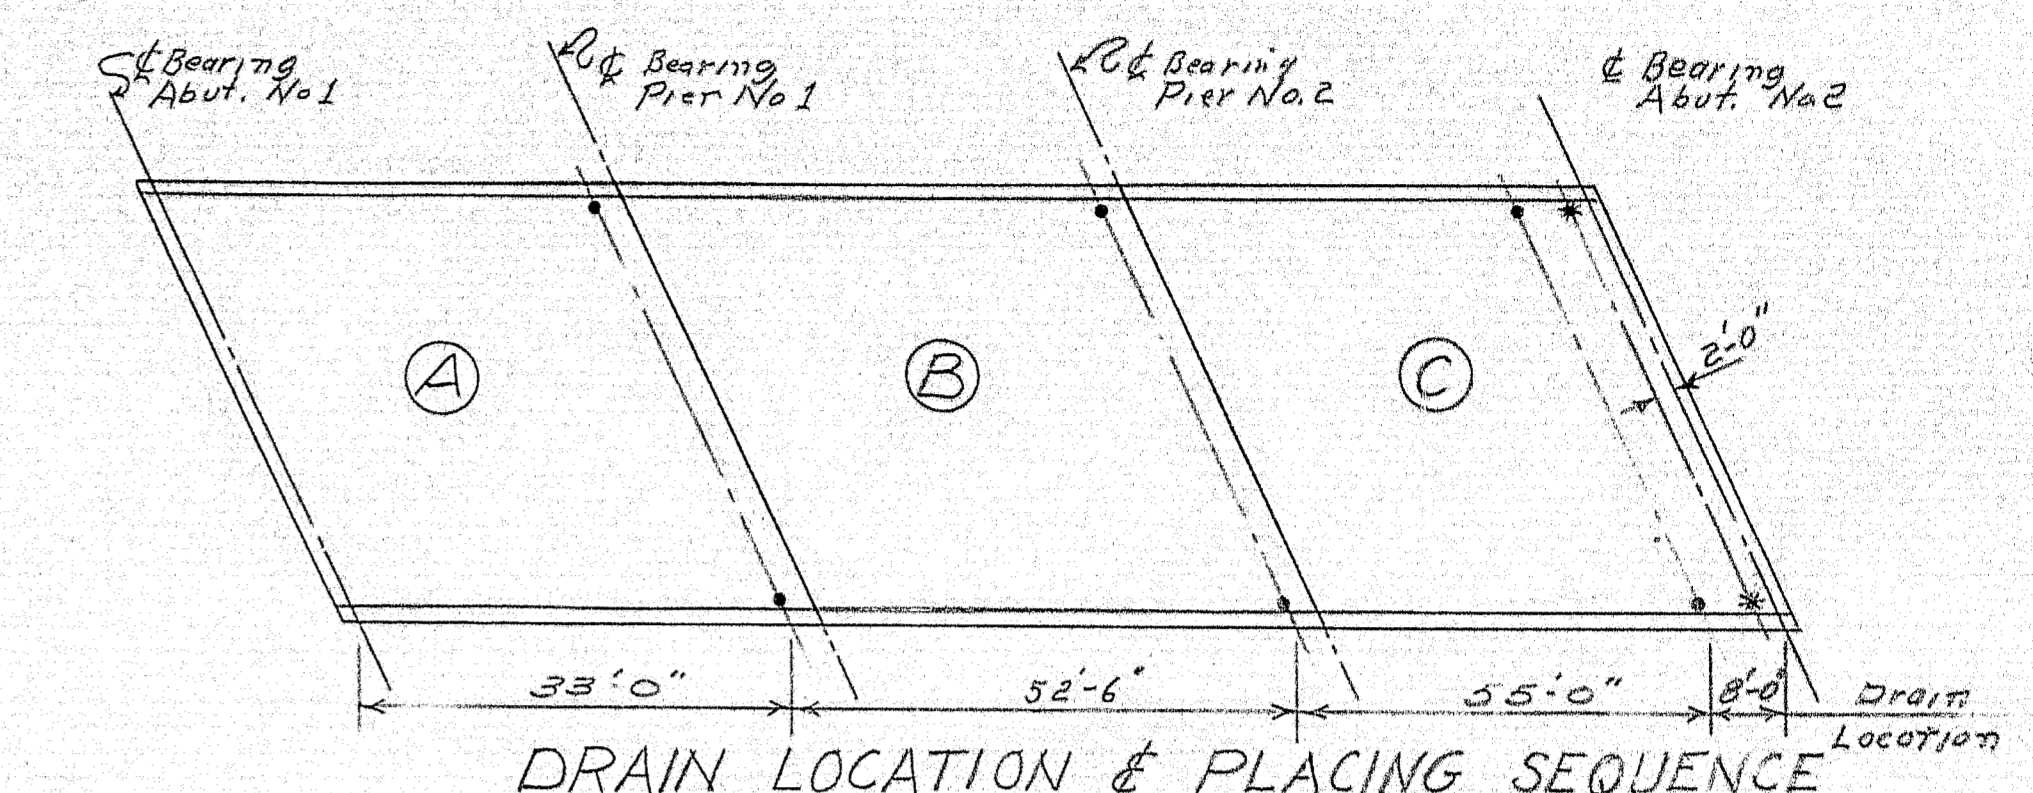 ℄ Bearing
Abut. No 1
℄ Bearing
Pier No 1
℄ Bearing
Pier No. 2
℄ Bearing
Abut. No. 2
A
B
C
2'-0"
33'-0"
52'-6"
55'-0"
8'-0"
Drain
Location
DRAIN LOCATION & PLACING SEQUENCE